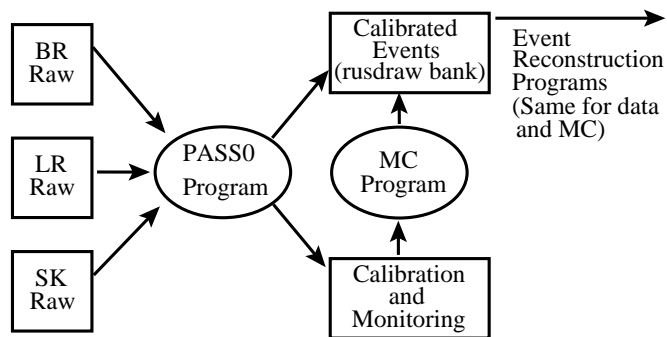 BR
Raw
LR
Raw
SK
Raw
PASS0
Program
Calibrated
Events
(rusdraw bank)
MC
Program
Calibration
and
Monitoring
Event
Reconstruction
Programs
(Same for data
and MC)